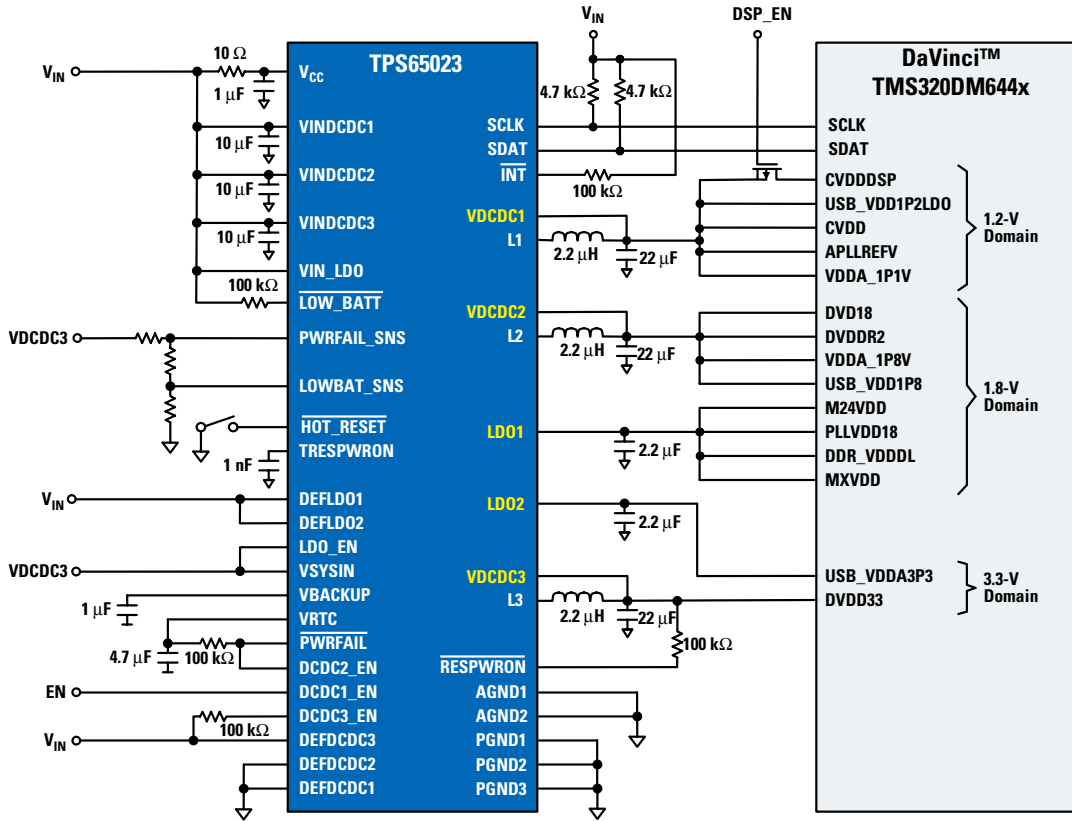 V_IN
DSP_EN
10 Ω
1 μF
V_IN
10 μF
10 μF
10 μF
100 kΩ
VDCDC3
1 nF
V_IN
VDCDC3
1 μF
4.7 μF
100 kΩ
EN
100 kΩ
V_IN
TPS65023
V_CC
VINDCDC1
VINDCDC2
VINDCDC3
VIN_LDO
LOW_BATT
PWRFAIL_SNS
LOWBAT_SNS
HOT_RESET
TRESPWRON
DEFLDO1
DEFLDO2
LDO_EN
VSYSIN
VBACKUP
VRTC
PWRFAIL
DCDC2_EN
DCDC1_EN
DCDC3_EN
DEFDCDC3
DEFDCDC2
DEFDCDC1
SCLK
SDAT
INT
VDCDC1
L1
VDCDC2
L2
LDO1
LDO2
VDCDC3
L3
RESPWRON
AGND1
AGND2
PGND1
PGND2
PGND3
4.7 kΩ
4.7 kΩ
100 kΩ
2.2 μH
22 μF
2.2 μH
22 μF
2.2 μF
2.2 μF
2.2 μH
22 μF
100 kΩ
DaVinci™
TMS320DM644x
SCLK
SDAT
CVDDDSP
USB_VDD1P2LDO
CVDD
APLLREFV
VDDA_1P1V
DVD18
DVDDR2
VDDA_1P8V
USB_VDD1P8
M24VDD
PLLVDD18
DDR_VDDDL
MXVDD
USB_VDDA3P3
DVDD33
1.2-V
Domain
1.8-V
Domain
3.3-V
Domain